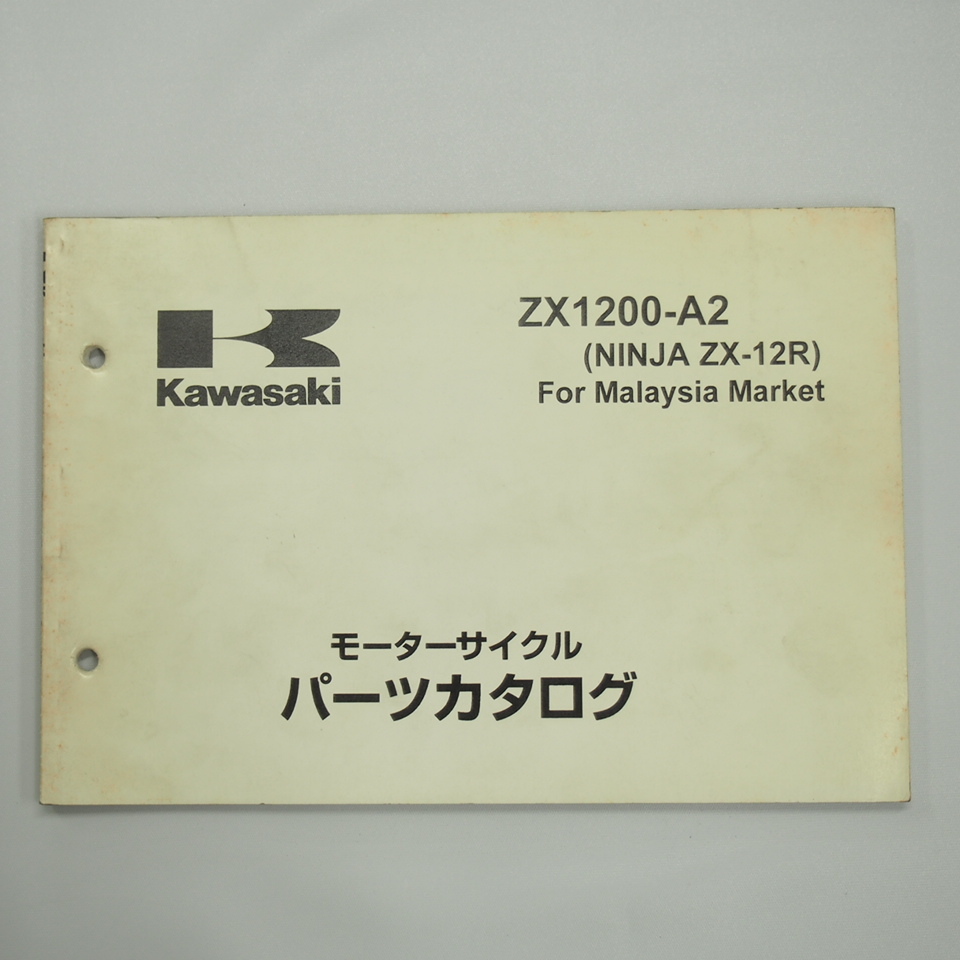 Kawasaki
ZX1200-A2
(NINJA ZX-12R)
For Malaysia Market
モーターサイクル
パーツカタログ